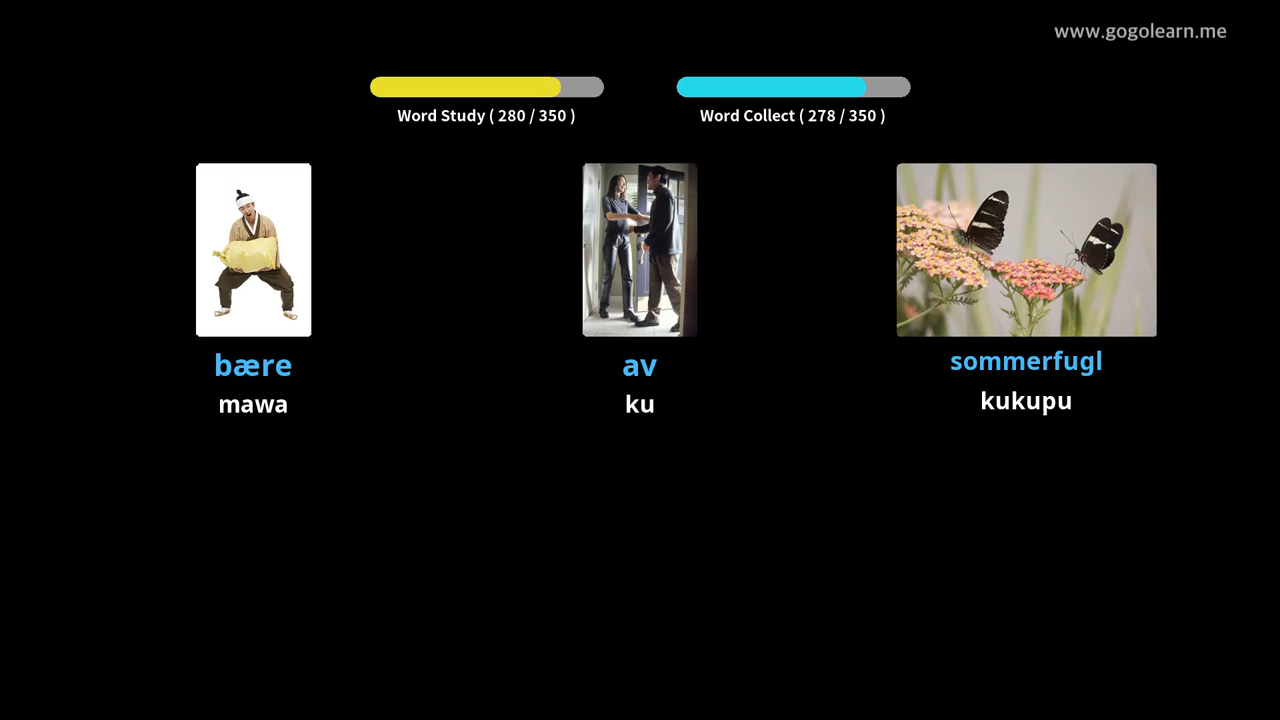 www.gogolearn.me
Word Study ( 280 / 350 )
Word Collect ( 278 / 350 )
bære
mawa
av
ku
sommerfugl
kukupu